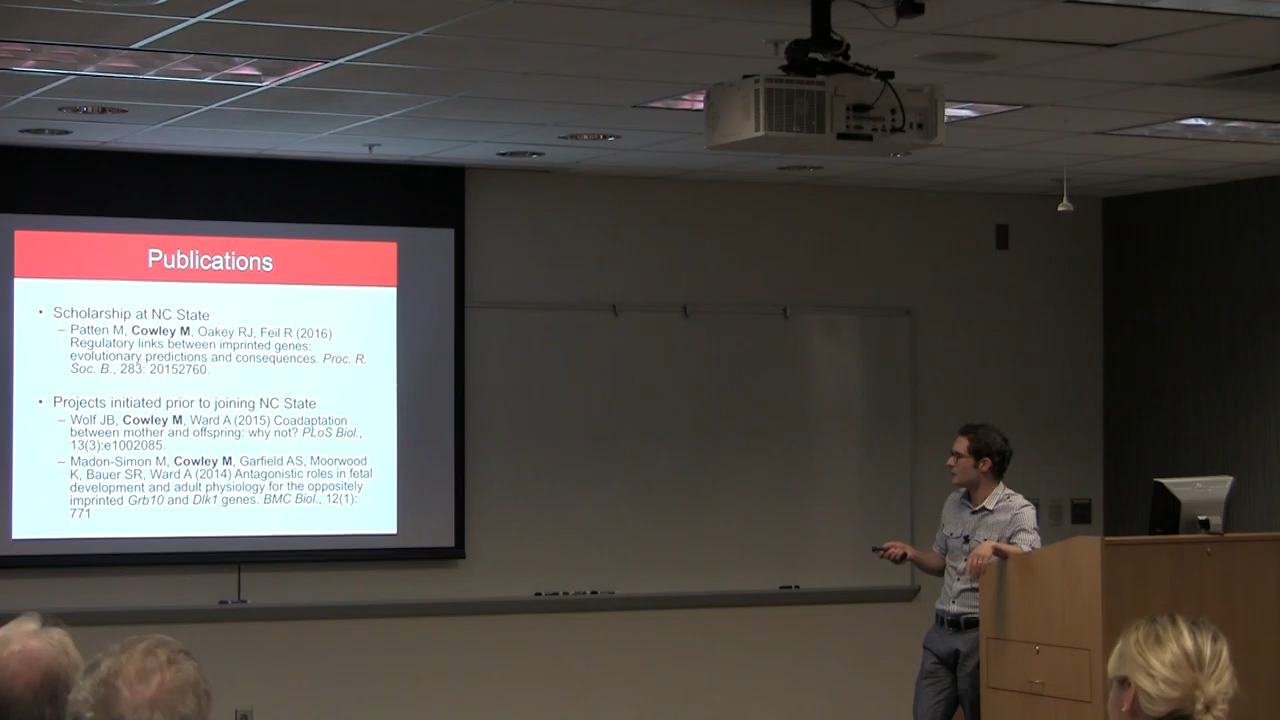 Publications
• Scholarship at NC State
– Patten M, Cowley M, Oakey RJ, Feil R (2016)
Regulatory links between imprinted genes:
evolutionary predictions and consequences. Proc. R.
Soc. B., 283: 20152760.
• Projects initiated prior to joining NC State
– Wolf JB, Cowley M, Ward A (2015) Coadaptation
between mother and offspring: why not? PLoS Biol.,
13(3):e1002085.
– Madon-Simon M, Cowley M, Garfield AS, Moorwood
K, Bauer SR, Ward A (2014) Antagonistic roles in fetal
development and adult physiology for the oppositely
imprinted Grb10 and Dlk1 genes. BMC Biol., 12(1):
771